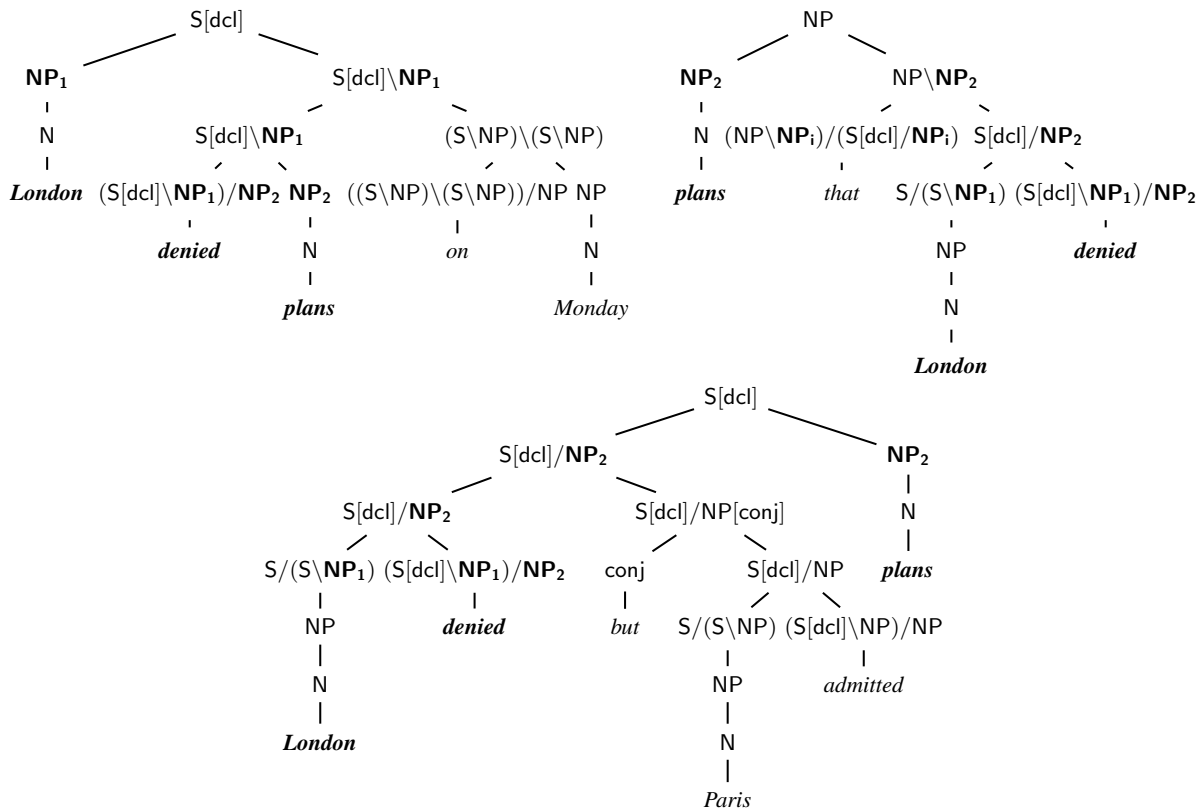 S[dcl]
NP₁ S[dcl]\NP₁
N S[dcl]\NP₁ (S\NP)\(S\NP)
London (S[dcl]\NP₁)/NP₂ NP₂ ((S\NP)\(S\NP))/NP NP
denied N on N
plans Monday
NP
NP₂ NP\NP₂
N (NP\NPᵢ)/(S[dcl]/NPᵢ) S[dcl]/NP₂
plans that S/(S\NP₁) (S[dcl]\NP₁)/NP₂
NP denied
N
London
S[dcl]
S[dcl]/NP₂ NP₂
S[dcl]/NP₂ S[dcl]/NP[conj] N
S/(S\NP₁) (S[dcl]\NP₁)/NP₂ conj S[dcl]/NP plans
NP denied but S/(S\NP) (S[dcl]\NP)/NP
N NP admitted
London N
Paris